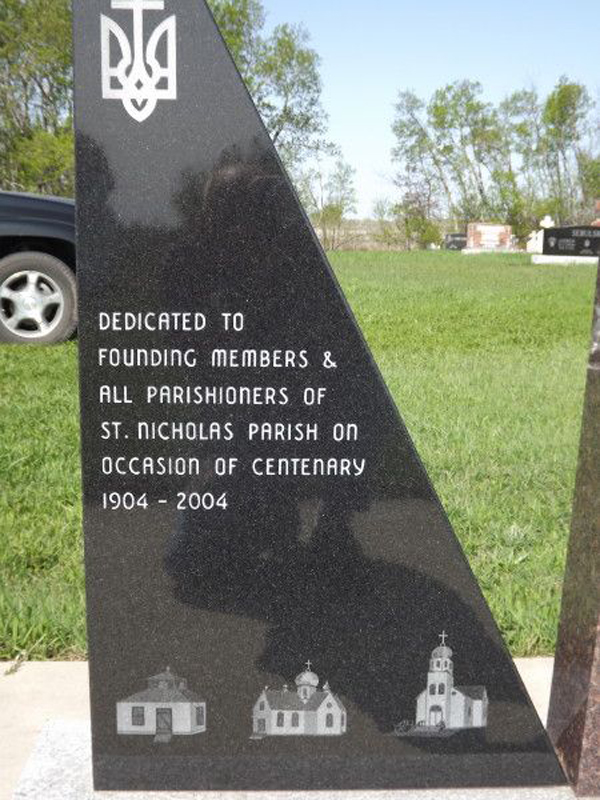 DEDICATED TO
FOUNDING MEMBERS &
ALL PARISHIONERS OF
ST. NICHOLAS PARISH ON
OCCASION OF CENTENARY
1904 - 2004